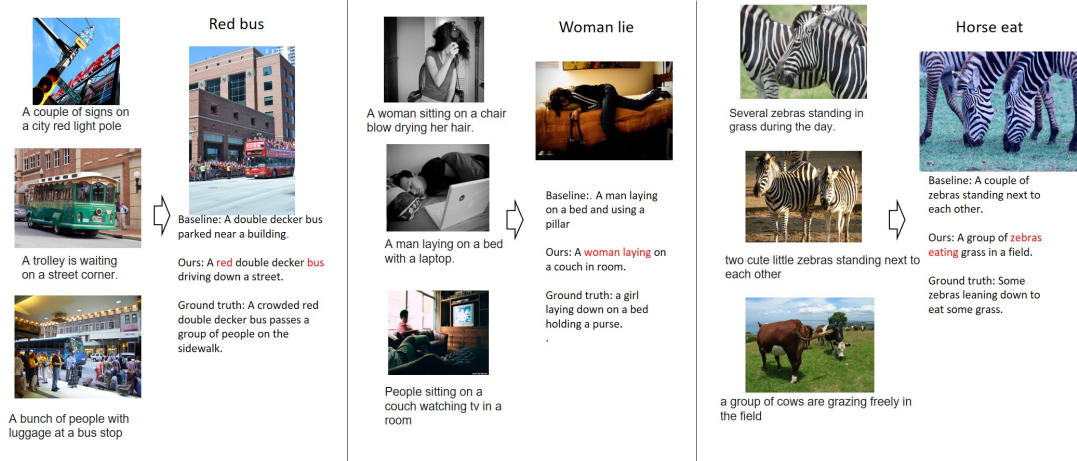 Red bus
A couple of signs on
a city red light pole
A trolley is waiting
on a street corner.
A bunch of people with
luggage at a bus stop
Baseline: A double decker bus
parked near a building.
Ours: A red double decker bus
driving down a street.
Ground truth: A crowded red
double decker bus passes a
group of people on the
sidewalk.
Woman lie
A woman sitting on a chair
blow drying her hair.
A man laying on a bed
with a laptop.
People sitting on a
couch watching tv in a
room
Baseline:. A man laying
on a bed and using a
pillar
Ours: A woman laying on
a couch in room.
Ground truth: a girl
laying down on a bed
holding a purse.
.
Horse eat
Several zebras standing in
grass during the day.
two cute little zebras standing next to
each other
a group of cows are grazing freely in
the field
Baseline: A couple of
zebras standing next to
each other.
Ours: A group of zebras
eating grass in a field.
Ground truth: Some
zebras leaning down to
eat some grass.